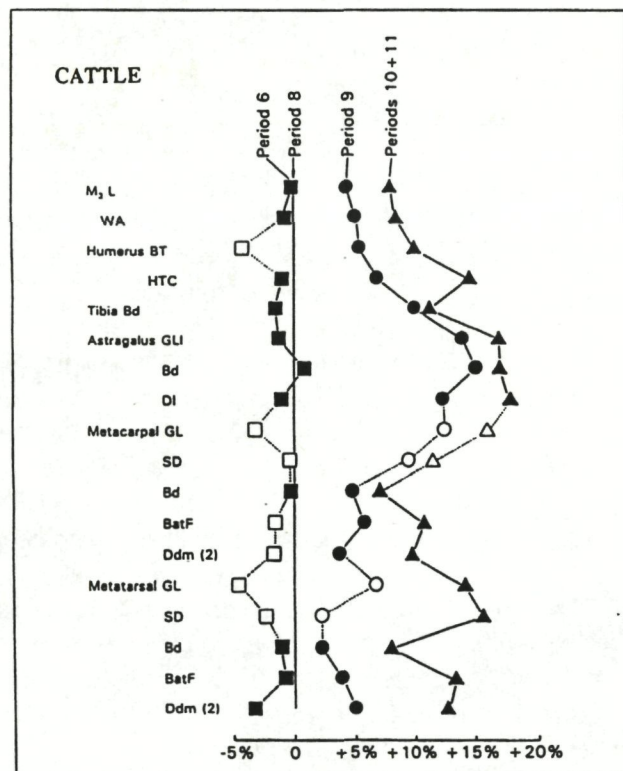 CATTLE
Period 6
Period 8
Period 9
Periods 10+11
M₃ L
WA
Humerus BT
HTC
Tibia Bd
Astragalus GLI
Bd
DI
Metacarpal GL
SD
Bd
BatF
Ddm (2)
Metatarsal GL
SD
Bd
BatF
Ddm (2)
-5% 0 +5% +10% +15% +20%